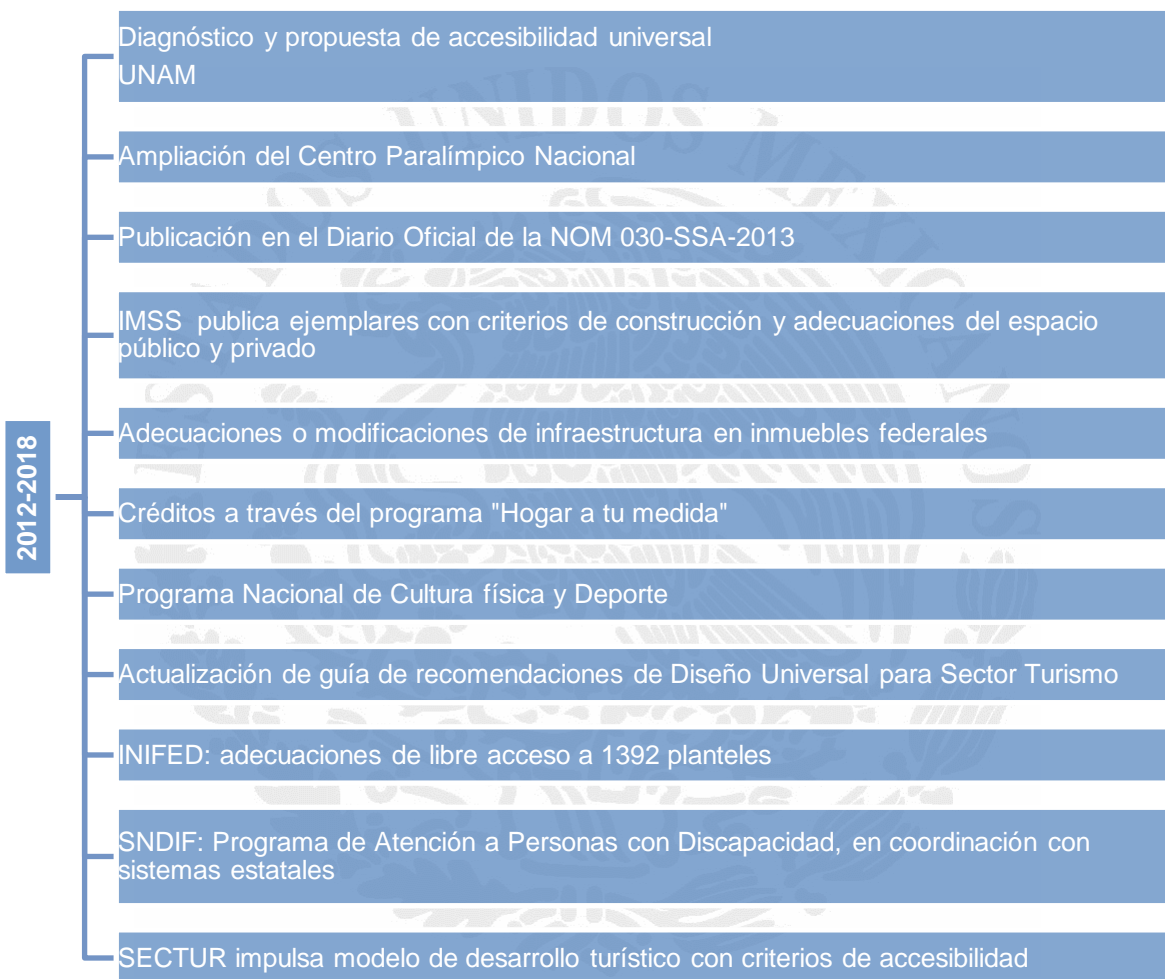 Diagnóstico y propuesta de accesibilidad universal
UNAM
Ampliación del Centro Paralímpico Nacional
Publicación en el Diario Oficial de la NOM 030-SSA-2013
IMSS publica ejemplares con criterios de construcción y adecuaciones del espacio
público y privado
Adecuaciones o modificaciones de infraestructura en inmuebles federales
2012-2018
Créditos a través del programa "Hogar a tu medida"
Programa Nacional de Cultura física y Deporte
Actualización de guía de recomendaciones de Diseño Universal para Sector Turismo
INIFED: adecuaciones de libre acceso a 1392 planteles
SNDIF: Programa de Atención a Personas con Discapacidad, en coordinación con
sistemas estatales
SECTUR impulsa modelo de desarrollo turístico con criterios de accesibilidad
ESTADOS UNIDOS MEXICANOS